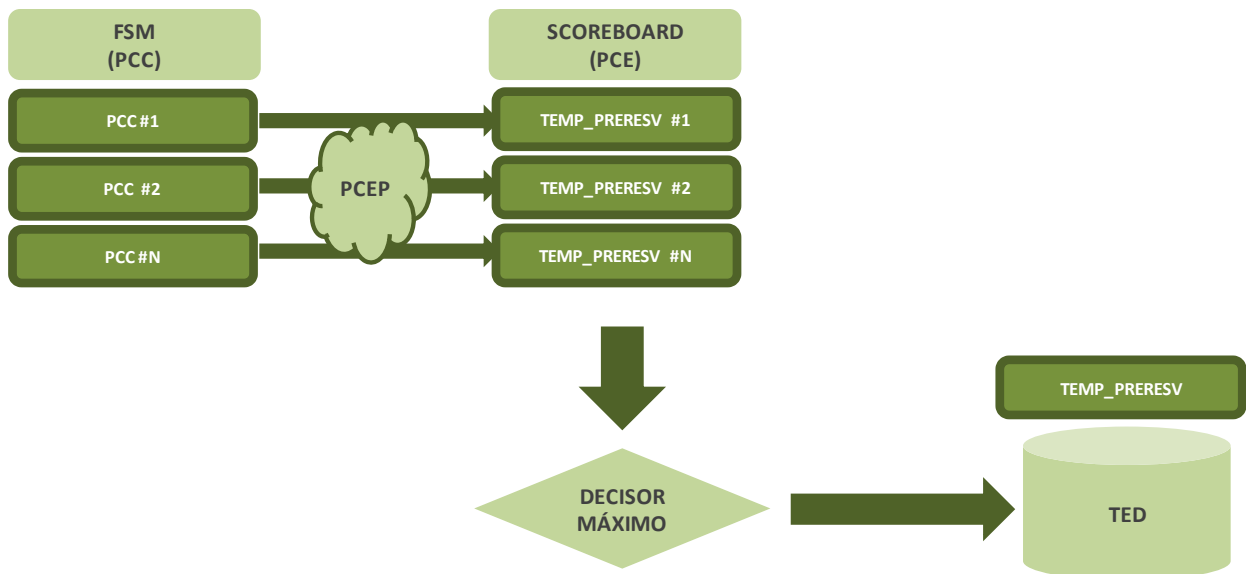 FSM
(PCC)
SCOREBOARD
(PCE)
PCC #1
TEMP_PRERESV #1
PCC #2
PCEP
TEMP_PRERESV #2
PCC #N
TEMP_PRERESV #N
TEMP_PRERESV
DECISOR
MÁXIMO
TED